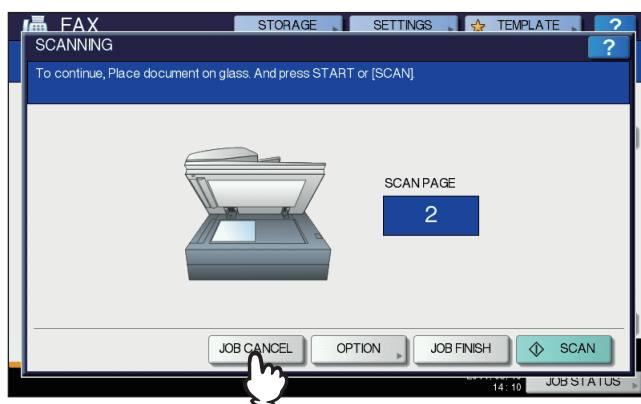 FAX STORAGE SETTINGS TEMPLATE ?
SCANNING ?
To continue, Place document on glass. And press START or [SCAN].
SCAN PAGE
2
JOB CANCEL OPTION JOB FINISH SCAN
14:10 JOB STATUS